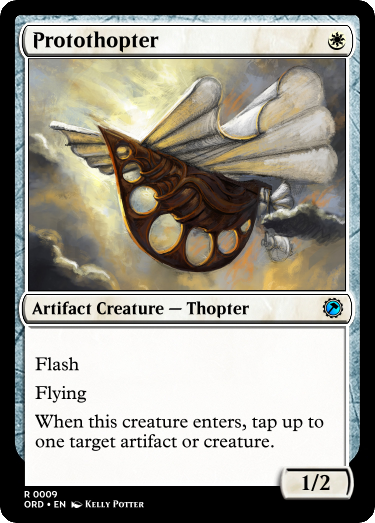 Protothopter
Artifact Creature — Thopter
Flash
Flying
When this creature enters, tap up to
one target artifact or creature.
1/2
R 0009
ORD • EN Kelly Potter